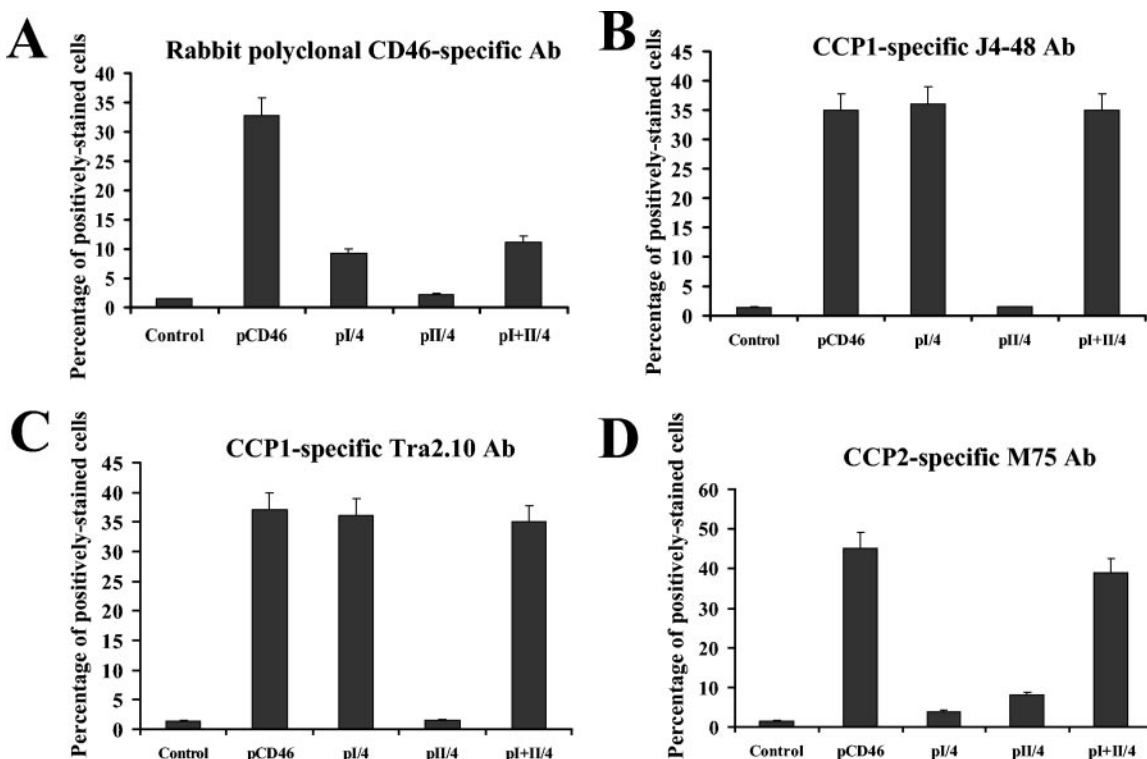 A
Rabbit polyclonal CD46-specific Ab
Percentage of positively-stained cells
40
35
30
25
20
15
10
5
0
Control pCD46 pI/4 pII/4 pI+II/4
B
CCP1-specific J4-48 Ab
Percentage of positively-stained cells
45
40
35
30
25
20
15
10
5
0
Control pCD46 pI/4 pII/4 pI+II/4
C
CCP1-specific Tra2.10 Ab
Percentage of positively-stained cells
45
40
35
30
25
20
15
10
5
0
Control pCD46 pI/4 pII/4 pI+II/4
D
CCP2-specific M75 Ab
Percentage of positively-stained cells
60
50
40
30
20
10
0
Control pCD46 pI/4 pII/4 pI+II/4